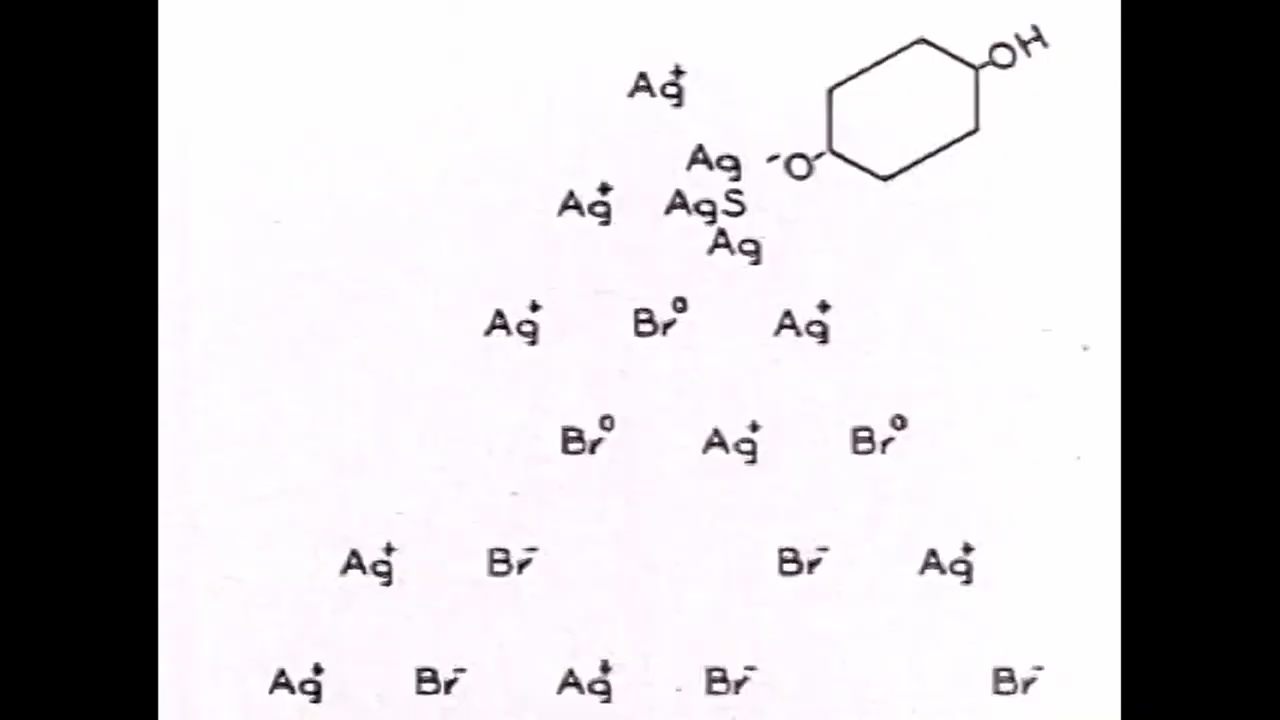 OH
Ag⁺
Ag -O-
Ag⁺ AgS
Ag
Ag⁺ Br⁰ Ag⁺
Br⁰ Ag⁺ Br⁰
Ag⁺ Br⁻ Br⁻ Ag⁺
Ag⁺ Br⁻ Ag⁺ Br⁻ Br⁻